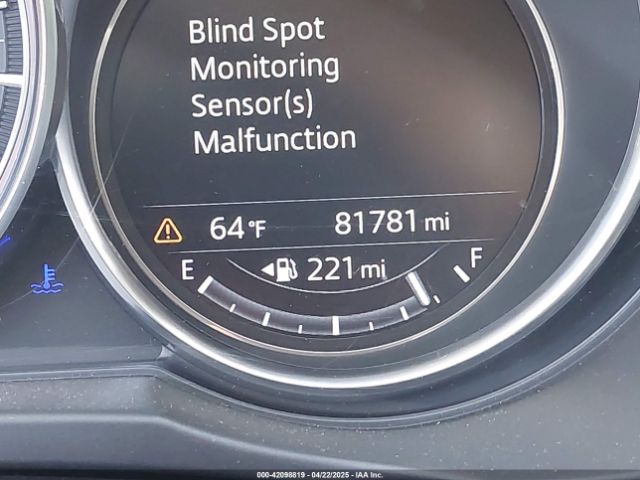 Blind Spot
Monitoring
Sensor(s)
Malfunction
64°F 81781 mi
E 221 mi F
000-42098819 - 04/22/2025 - IAA Inc.